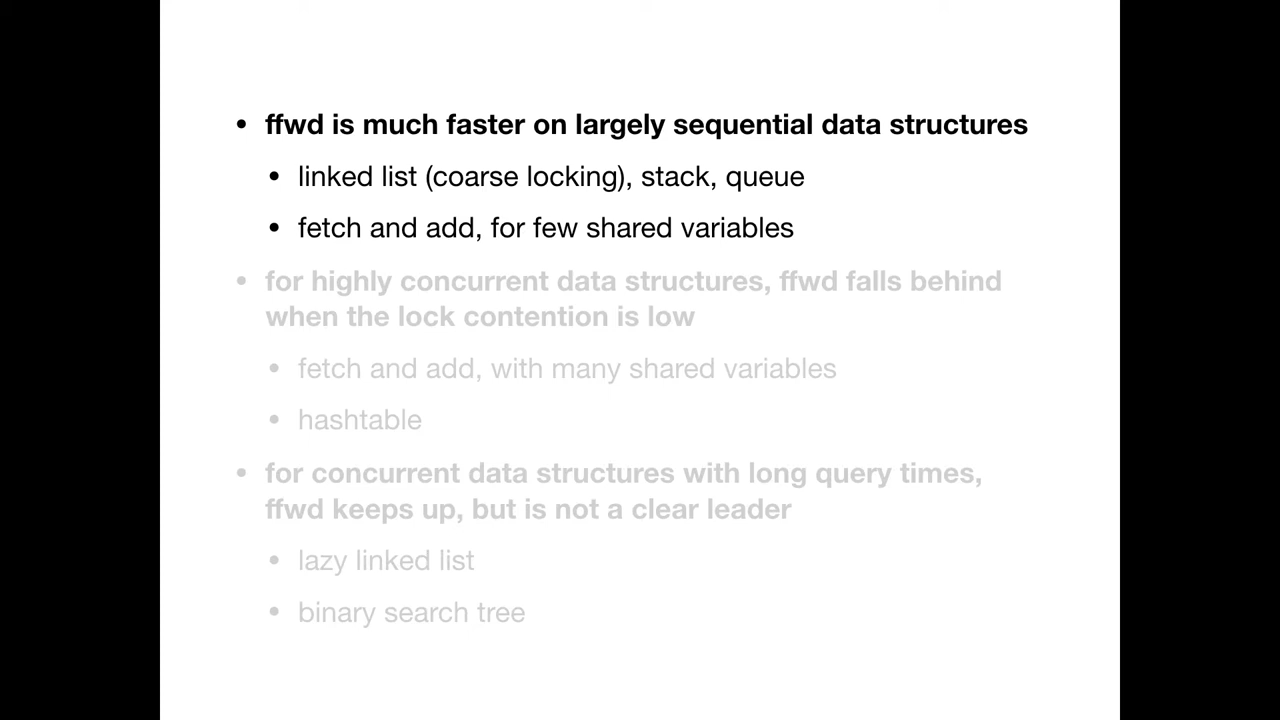 • ffwd is much faster on largely sequential data structures
• linked list (coarse locking), stack, queue
• fetch and add, for few shared variables
• for highly concurrent data structures, ffwd falls behind
when the lock contention is low
• fetch and add, with many shared variables
• hashtable
• for concurrent data structures with long query times,
ffwd keeps up, but is not a clear leader
• lazy linked list
• binary search tree